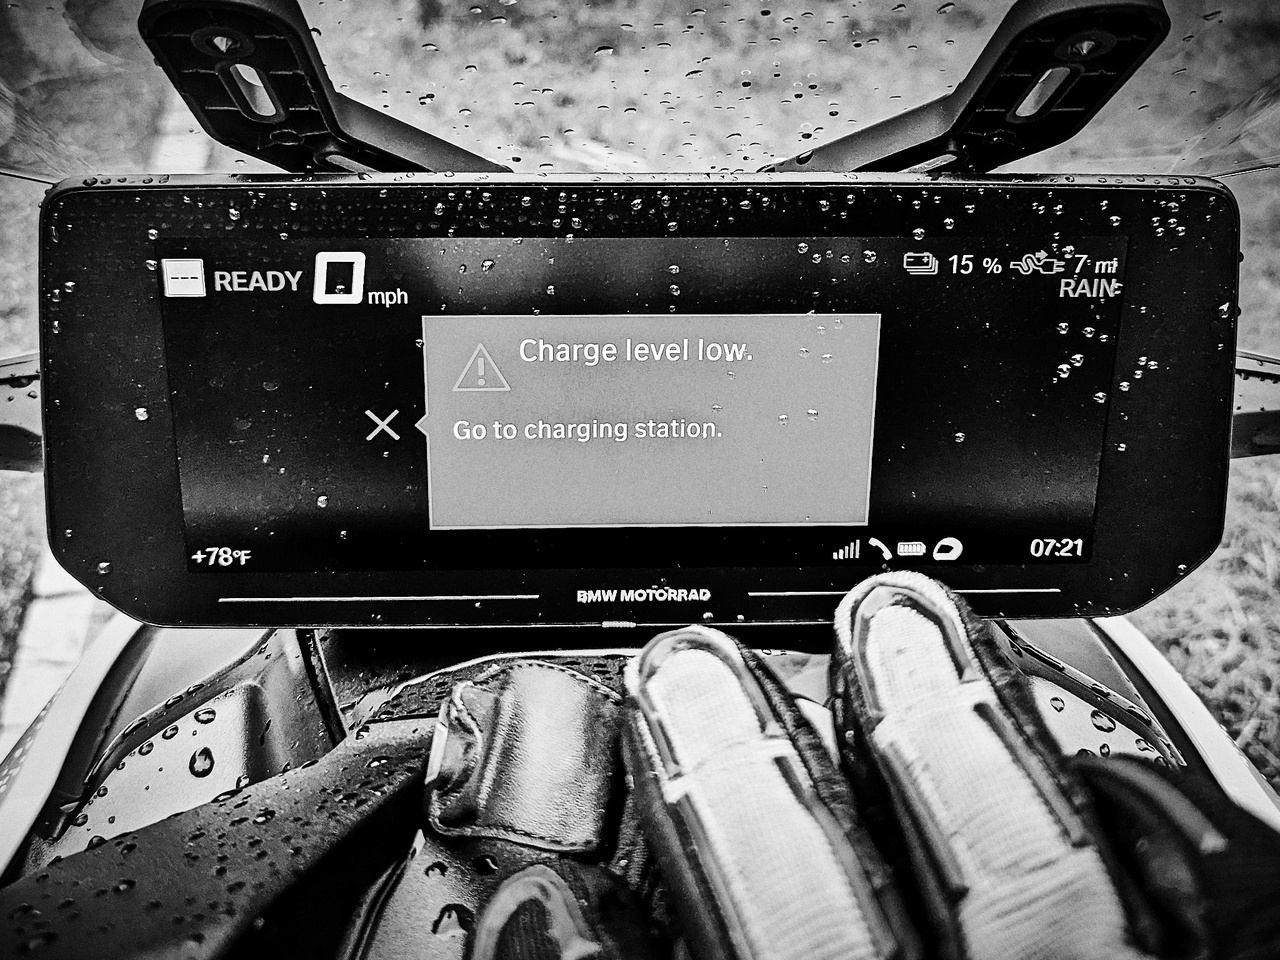 --- READY 0 mph
15 % 7 mi
RAIN
Charge level low.
Go to charging station.
+78°F
07:21
BMW MOTORRAD